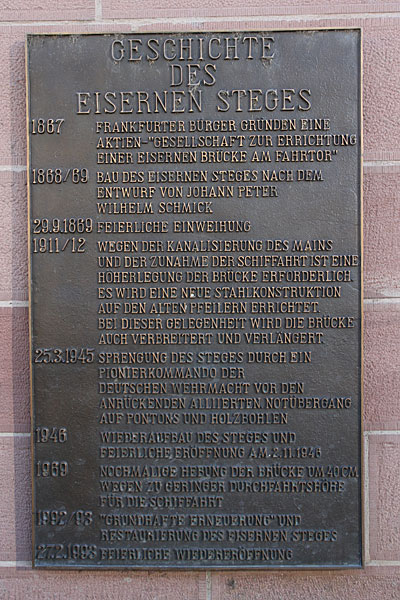 GESCHICHTE
DES
EISERNEN STEGES
1867 FRANKFURTER BÜRGER GRÜNDEN EINE
AKTIEN-"GESELLSCHAFT ZUR ERRICHTUNG
EINER EISERNEN BRÜCKE AM FAHRTOR"
1868/69 BAU DES EISERNEN STEGES NACH DEM
ENTWURF VON JOHANN PETER
WILHELM SCHMICK
29.9.1869 FEIERLICHE EINWEIHUNG
1911/12 WEGEN DER KANALISIERUNG DES MAINS
UND DER ZUNAHME DER SCHIFFAHRT IST EINE
HÖHERLEGUNG DER BRÜCKE ERFORDERLICH.
ES WIRD EINE NEUE STAHLKONSTRUKTION
AUF DEN ALTEN PFEILERN ERRICHTET.
BEI DIESER GELEGENHEIT WIRD DIE BRÜCKE
AUCH VERBREITERT UND VERLÄNGERT.
25.3.1945 SPRENGUNG DES STEGES DURCH EIN
PIONIERKOMMANDO DER
DEUTSCHEN WEHRMACHT VOR DEN
ANRÜCKENDEN ALLIIERTEN. NOTÜBERGANG
AUF PONTONS UND HOLZBOHLEN
1946 WIEDERAUFBAU DES STEGES UND
FEIERLICHE ERÖFFNUNG AM 2.11.1946
1969 NOCHMALIGE HEBUNG DER BRÜCKE UM 40 CM
WEGEN ZU GERINGER DURCHFAHRTSHÖHE
FÜR DIE SCHIFFAHRT
1992/93 "GRUNDHAFTE ERNEUERUNG" UND
RESTAURIERUNG DES EISERNEN STEGES
27.2.1993 FEIERLICHE WIEDERERÖFFNUNG